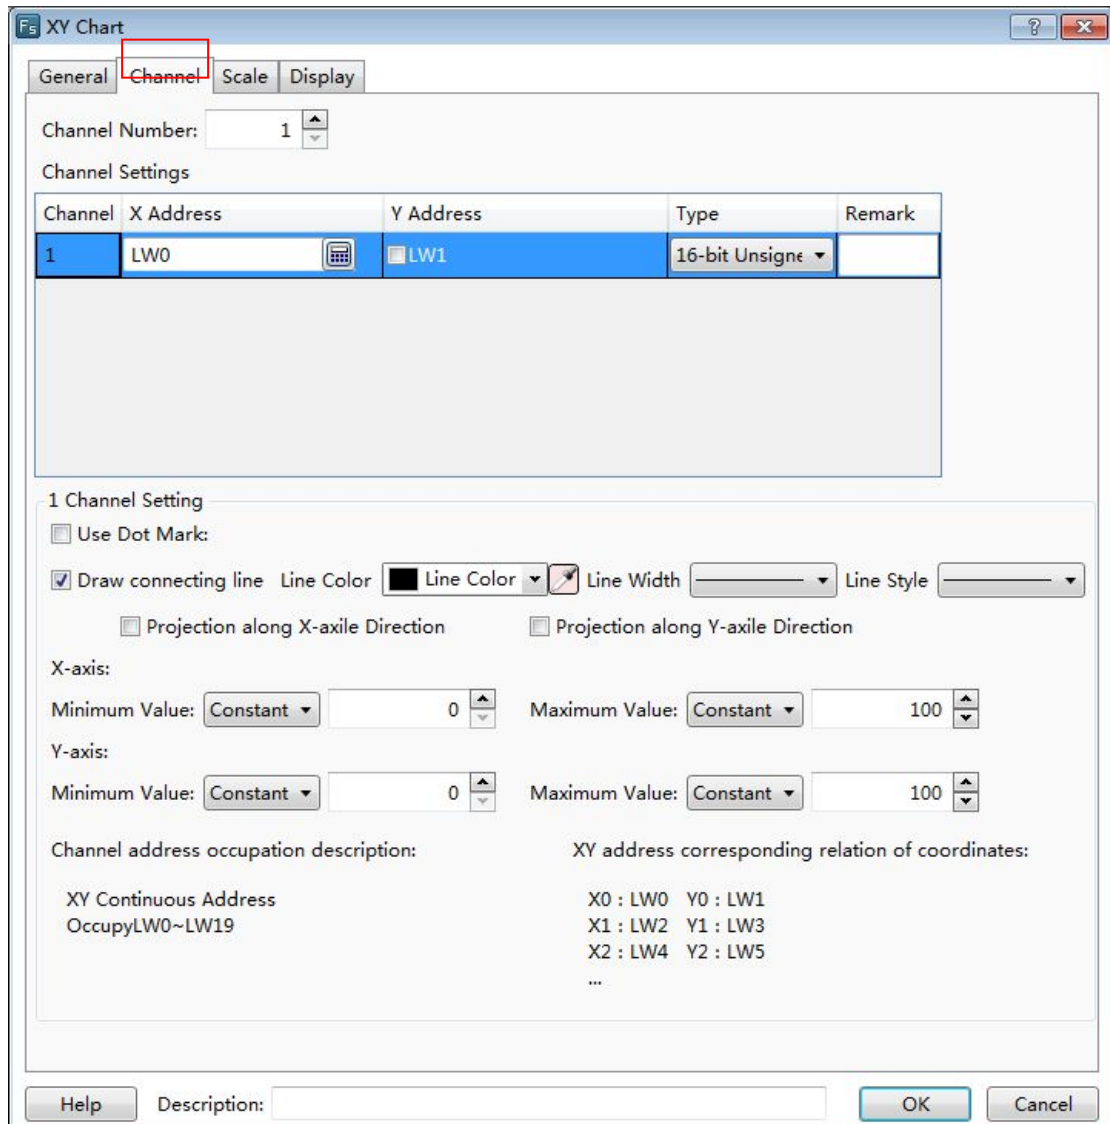 Fs XY Chart
General Channel Scale Display
Channel Number: 1
Channel Settings
Channel X Address Y Address Type Remark
1 LW0 LW1 16-bit Unsigne
1 Channel Setting
Use Dot Mark:
Draw connecting line Line Color Line Color Line Width Line Style
Projection along X-axile Direction Projection along Y-axile Direction
X-axis:
Minimum Value: Constant 0 Maximum Value: Constant 100
Y-axis:
Minimum Value: Constant 0 Maximum Value: Constant 100
Channel address occupation description: XY address corresponding relation of coordinates:
XY Continuous Address X0 : LW0 Y0 : LW1
OccupyLW0~LW19 X1 : LW2 Y1 : LW3
X2 : LW4 Y2 : LW5
...
Help Description: OK Cancel